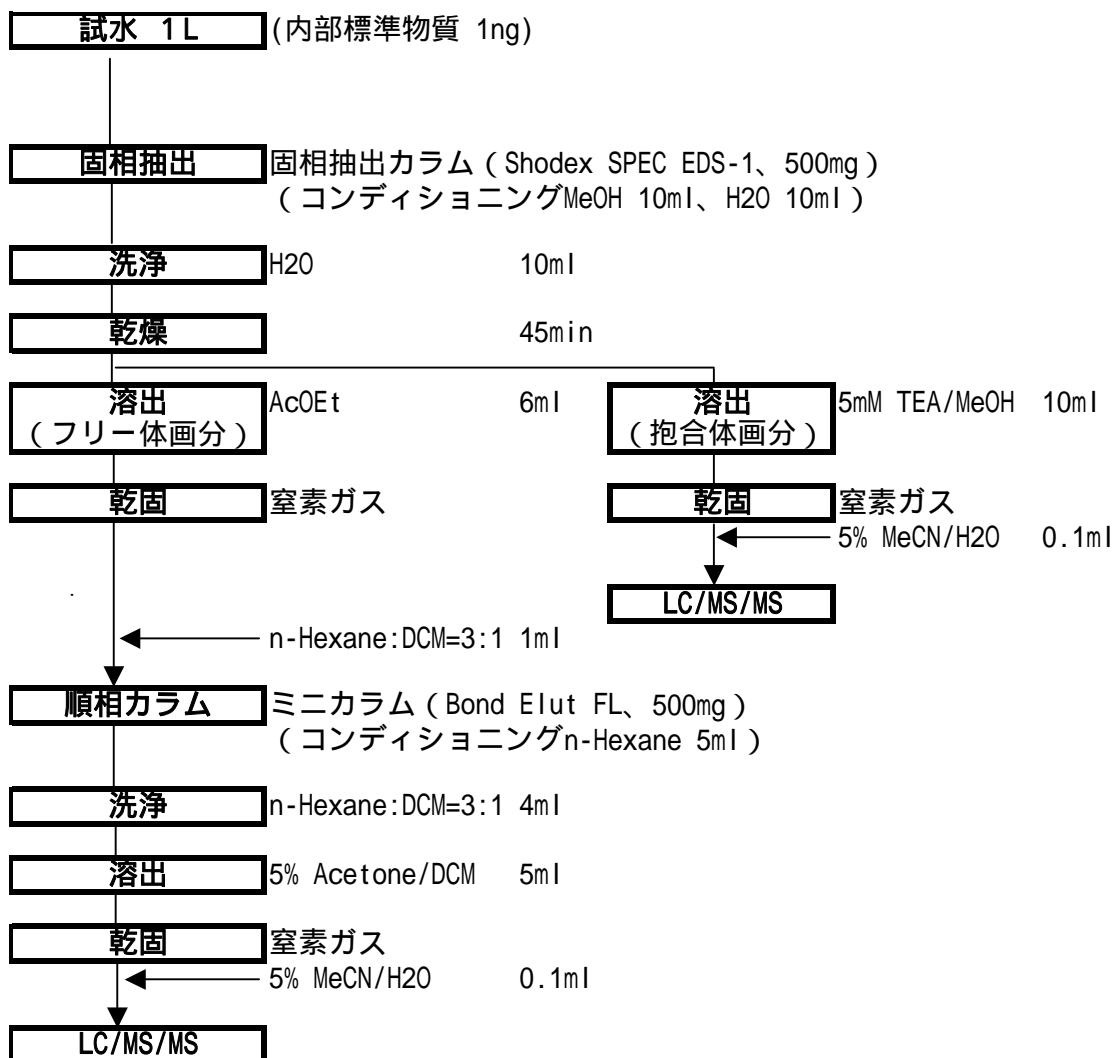 試水 1L (内部標準物質 1ng)
固相抽出 固相抽出カラム(Shodex SPEC EDS-1、500mg)
(コンディショニングMeOH 10ml、H2O 10ml)
洗浄 H2O 10ml
乾燥 45min
溶出 AcOEt 6ml
(フリー体画分)
溶出 5mM TEA/MeOH 10ml
(抱合体画分)
乾固 窒素ガス
乾固 窒素ガス
5% MeCN/H2O 0.1ml
LC/MS/MS
n-Hexane:DCM=3:1 1ml
順相カラム ミニカラム(Bond Elut FL、500mg)
(コンディショニングn-Hexane 5ml)
洗浄 n-Hexane:DCM=3:1 4ml
溶出 5% Acetone/DCM 5ml
乾固 窒素ガス
5% MeCN/H2O 0.1ml
LC/MS/MS